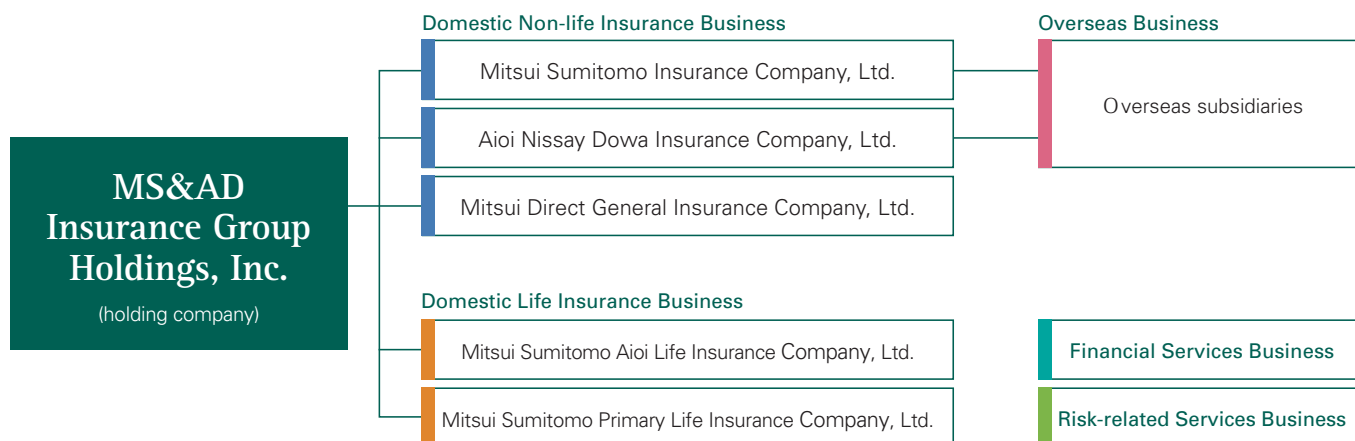 MS&AD
Insurance Group
Holdings, Inc.
(holding company)
Domestic Non-life Insurance Business
Mitsui Sumitomo Insurance Company, Ltd.
Aioi Nissay Dowa Insurance Company, Ltd.
Mitsui Direct General Insurance Company, Ltd.
Domestic Life Insurance Business
Mitsui Sumitomo Aioi Life Insurance Company, Ltd.
Mitsui Sumitomo Primary Life Insurance Company, Ltd.
Overseas Business
Overseas subsidiaries
Financial Services Business
Risk-related Services Business